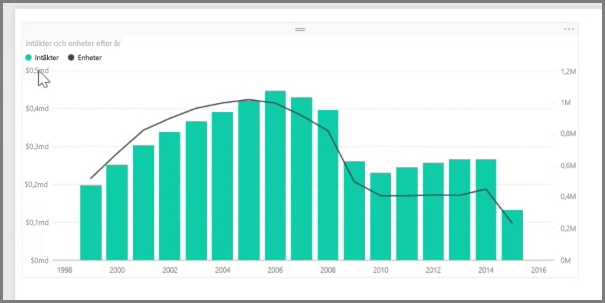 Intäkter och enheter efter år
Intäkter Enheter
$0,5md 1,2M
$0,4md 1M
$0,3md 0,8M
$0,2md 0,6M
$0,1md 0,4M
$0md 0,2M
0M
1998 2000 2002 2004 2006 2008 2010 2012 2014 2016